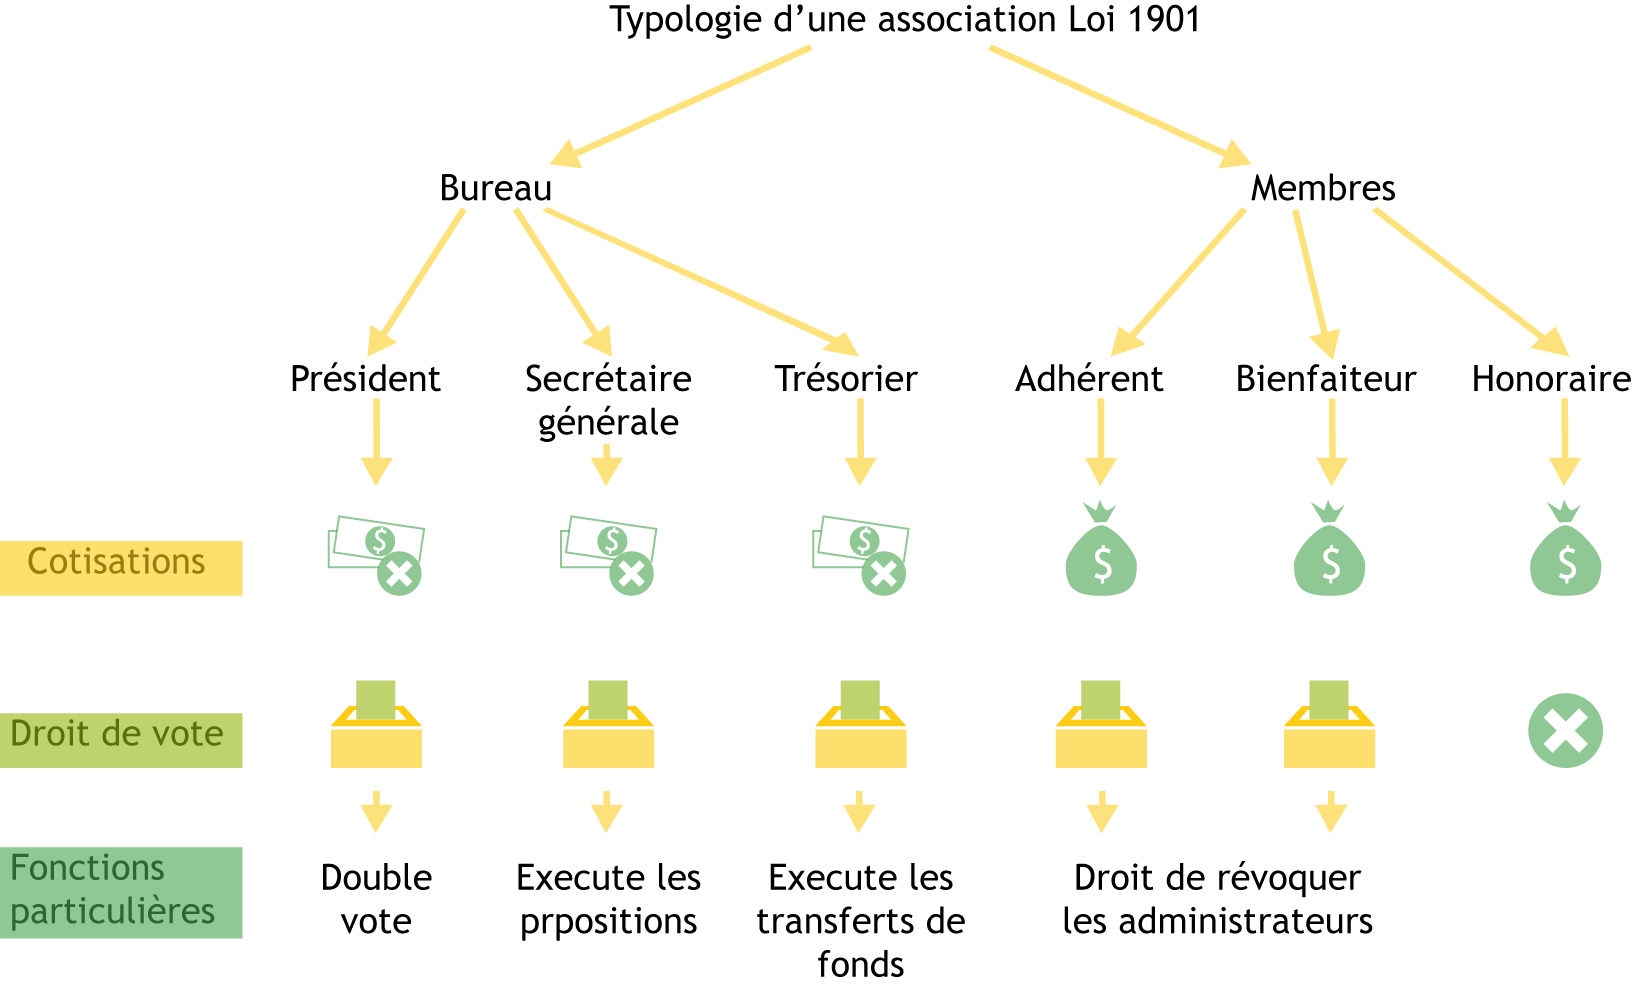 Typologie d’une association Loi 1901
Bureau
Membres
Président
Secrétaire
générale
Trésorier
Adhérent
Bienfaiteur
Honoraire
Cotisations
$
$
$
$
$
$
Droit de vote
Fonctions
particulières
Double
vote
Execute les
prpositions
Execute les
transferts de
fonds
Droit de révoquer
les administrateurs